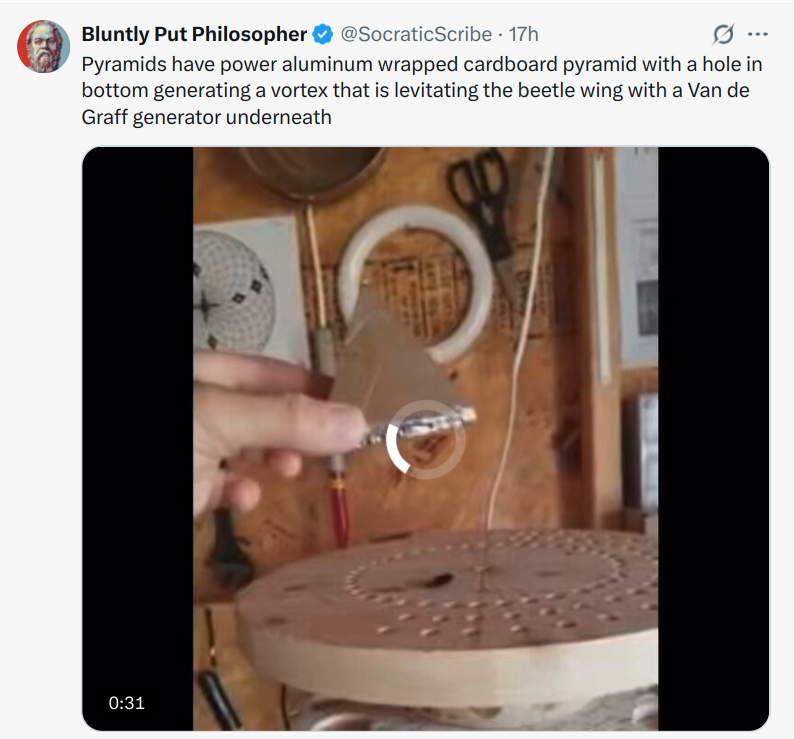 Bluntly Put Philosopher @SocraticScribe · 17h
Pyramids have power aluminum wrapped cardboard pyramid with a hole in
bottom generating a vortex that is levitating the beetle wing with a Van de
Graff generator underneath
0:31